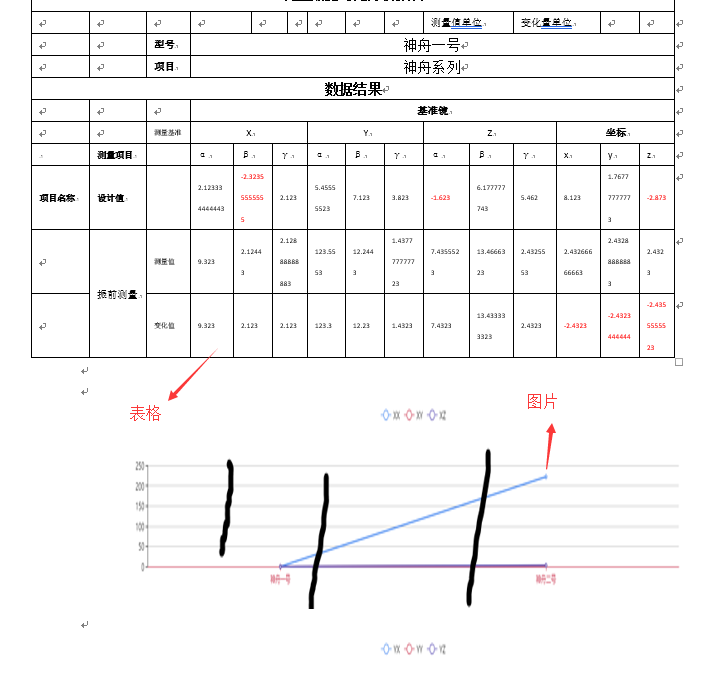 测量值单位 变化量单位
型号 神舟一号
项目 神舟系列
数据结果
基准镜
测量基准 X Y Z 坐标
测量项目 α β γ α β γ α β γ x y z
项目名称 设计值 2.123334444443 -2.32355555555 2.123 5.45555523 7.123 3.823 -1.623 6.177777743 5.462 8.123 1.76777777773 -2.873
测量值 9.323 2.12443 2.12888888883 123.5553 12.2443 1.437777777723 7.4355523 13.4666323 2.4325553 2.43266666663 2.43288888883 2.4323
振前测量
变化值 9.323 2.123 2.123 123.3 12.23 1.4323 7.4323 13.433333323 2.4323 -2.4323 -2.4323444444 -2.4355555523
表格
图片
XX XY XZ
250
200
150
100
50
0
神舟一号 神舟二号
YX YY YZ